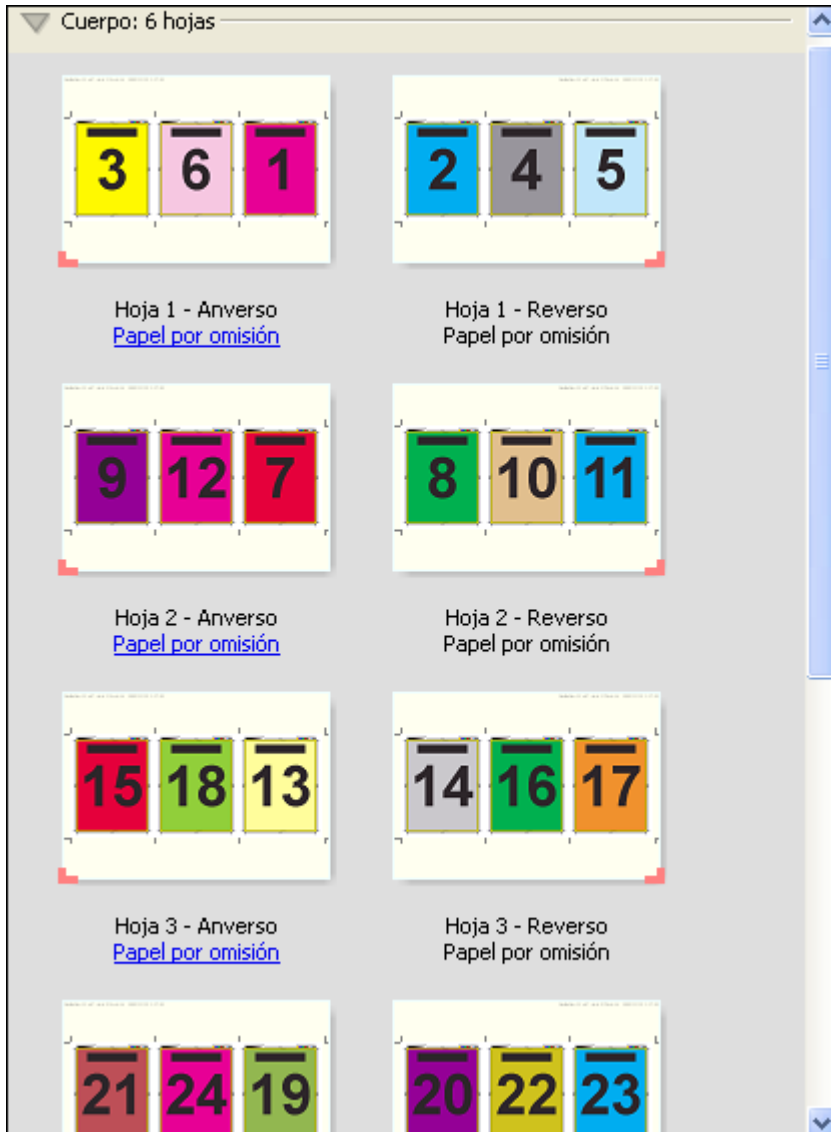 Cuerpo: 6 hojas
3 6 1
2 4 5
Hoja 1 - Anverso
Papel por omisión
Hoja 1 - Reverso
Papel por omisión
9 12 7
8 10 11
Hoja 2 - Anverso
Papel por omisión
Hoja 2 - Reverso
Papel por omisión
15 18 13
14 16 17
Hoja 3 - Anverso
Papel por omisión
Hoja 3 - Reverso
Papel por omisión
21 24 19
20 22 23